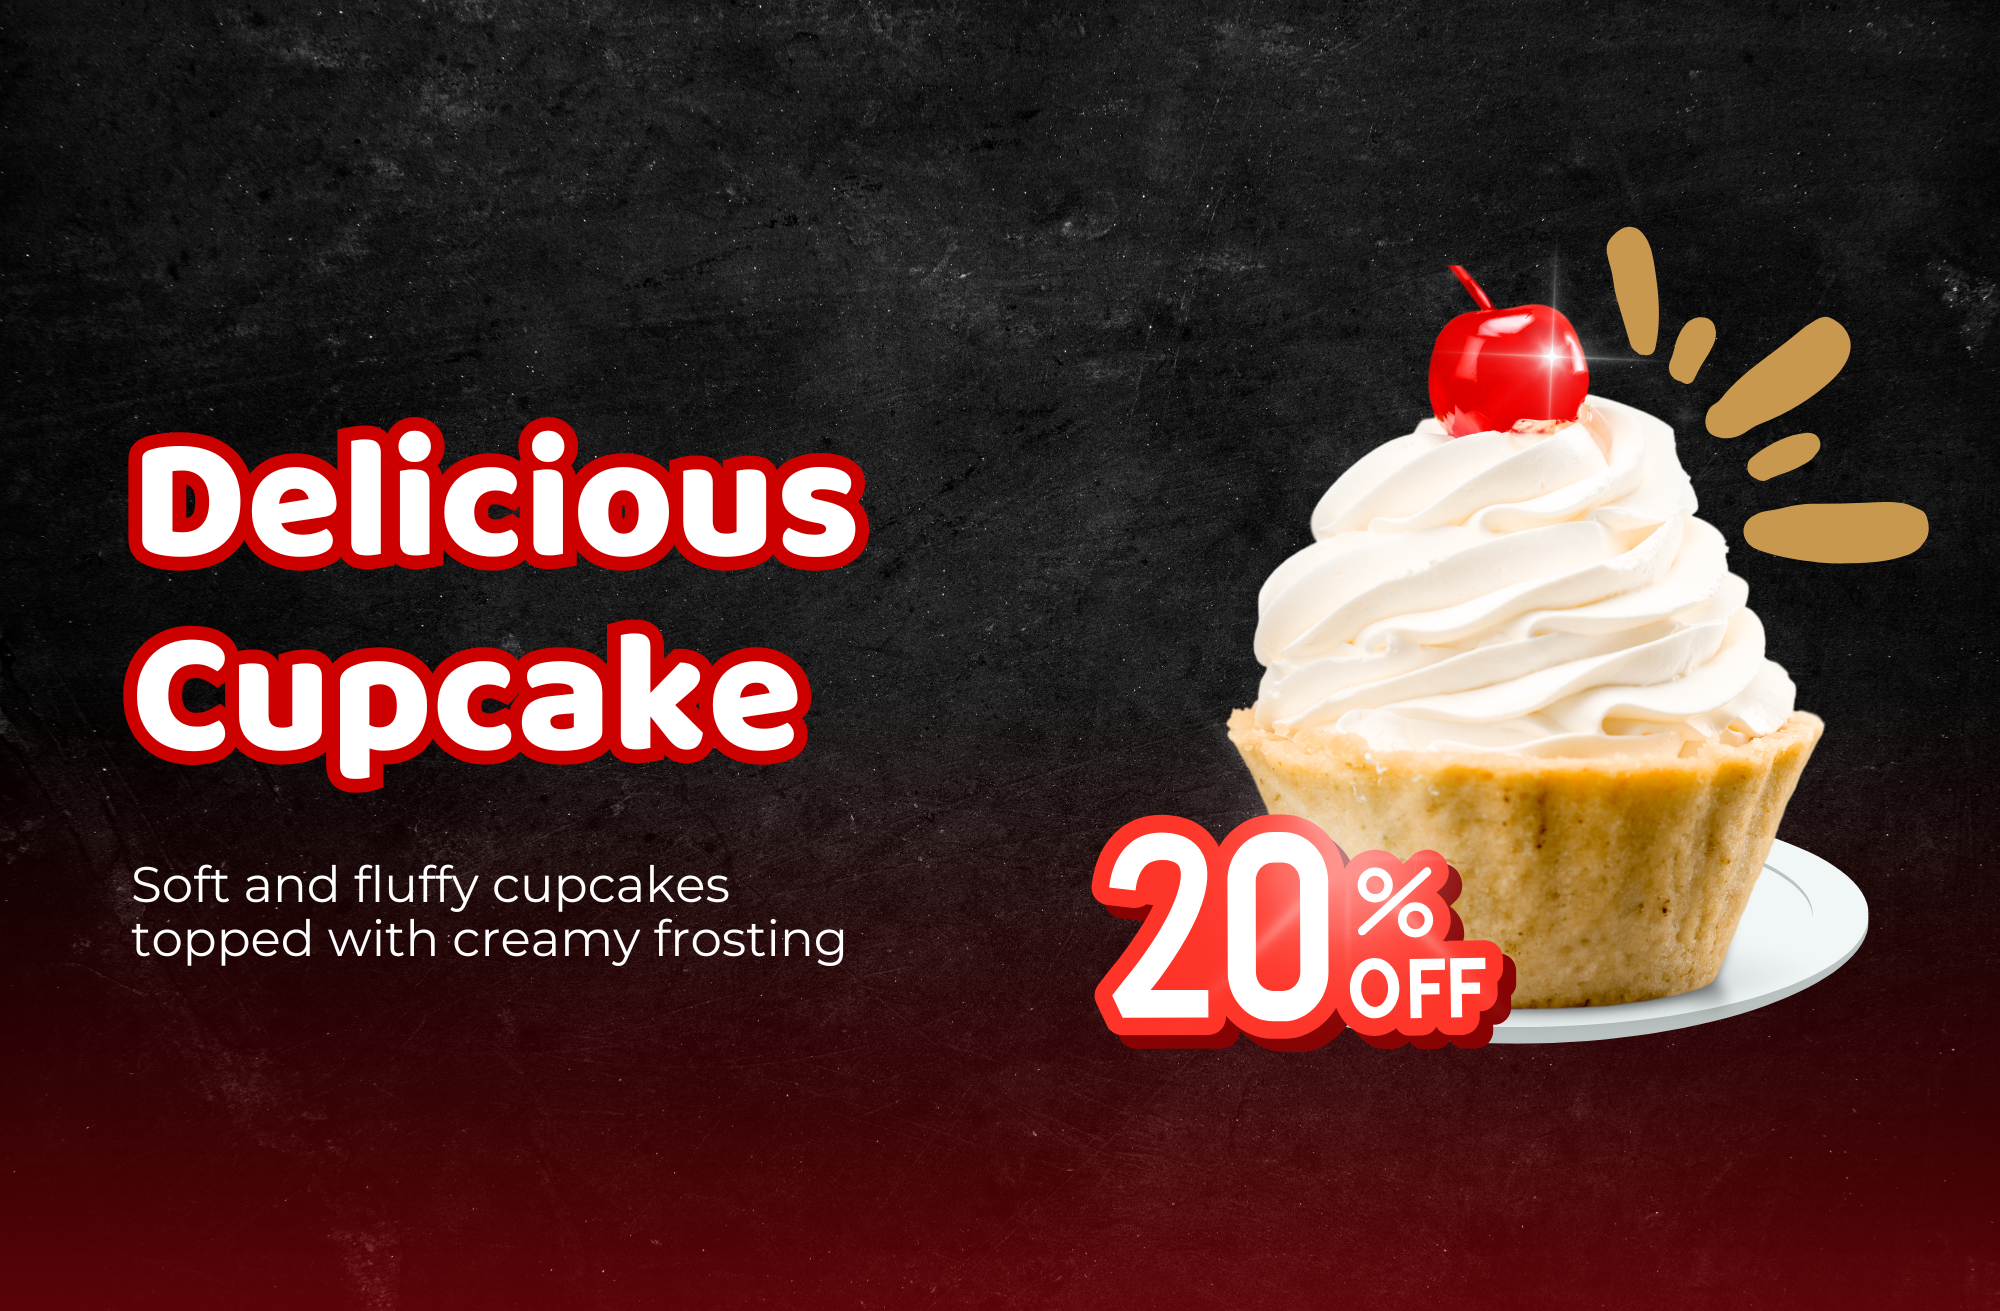 Delicious
Cupcake
Soft and fluffy cupcakes
topped with creamy frosting
20%
OFF